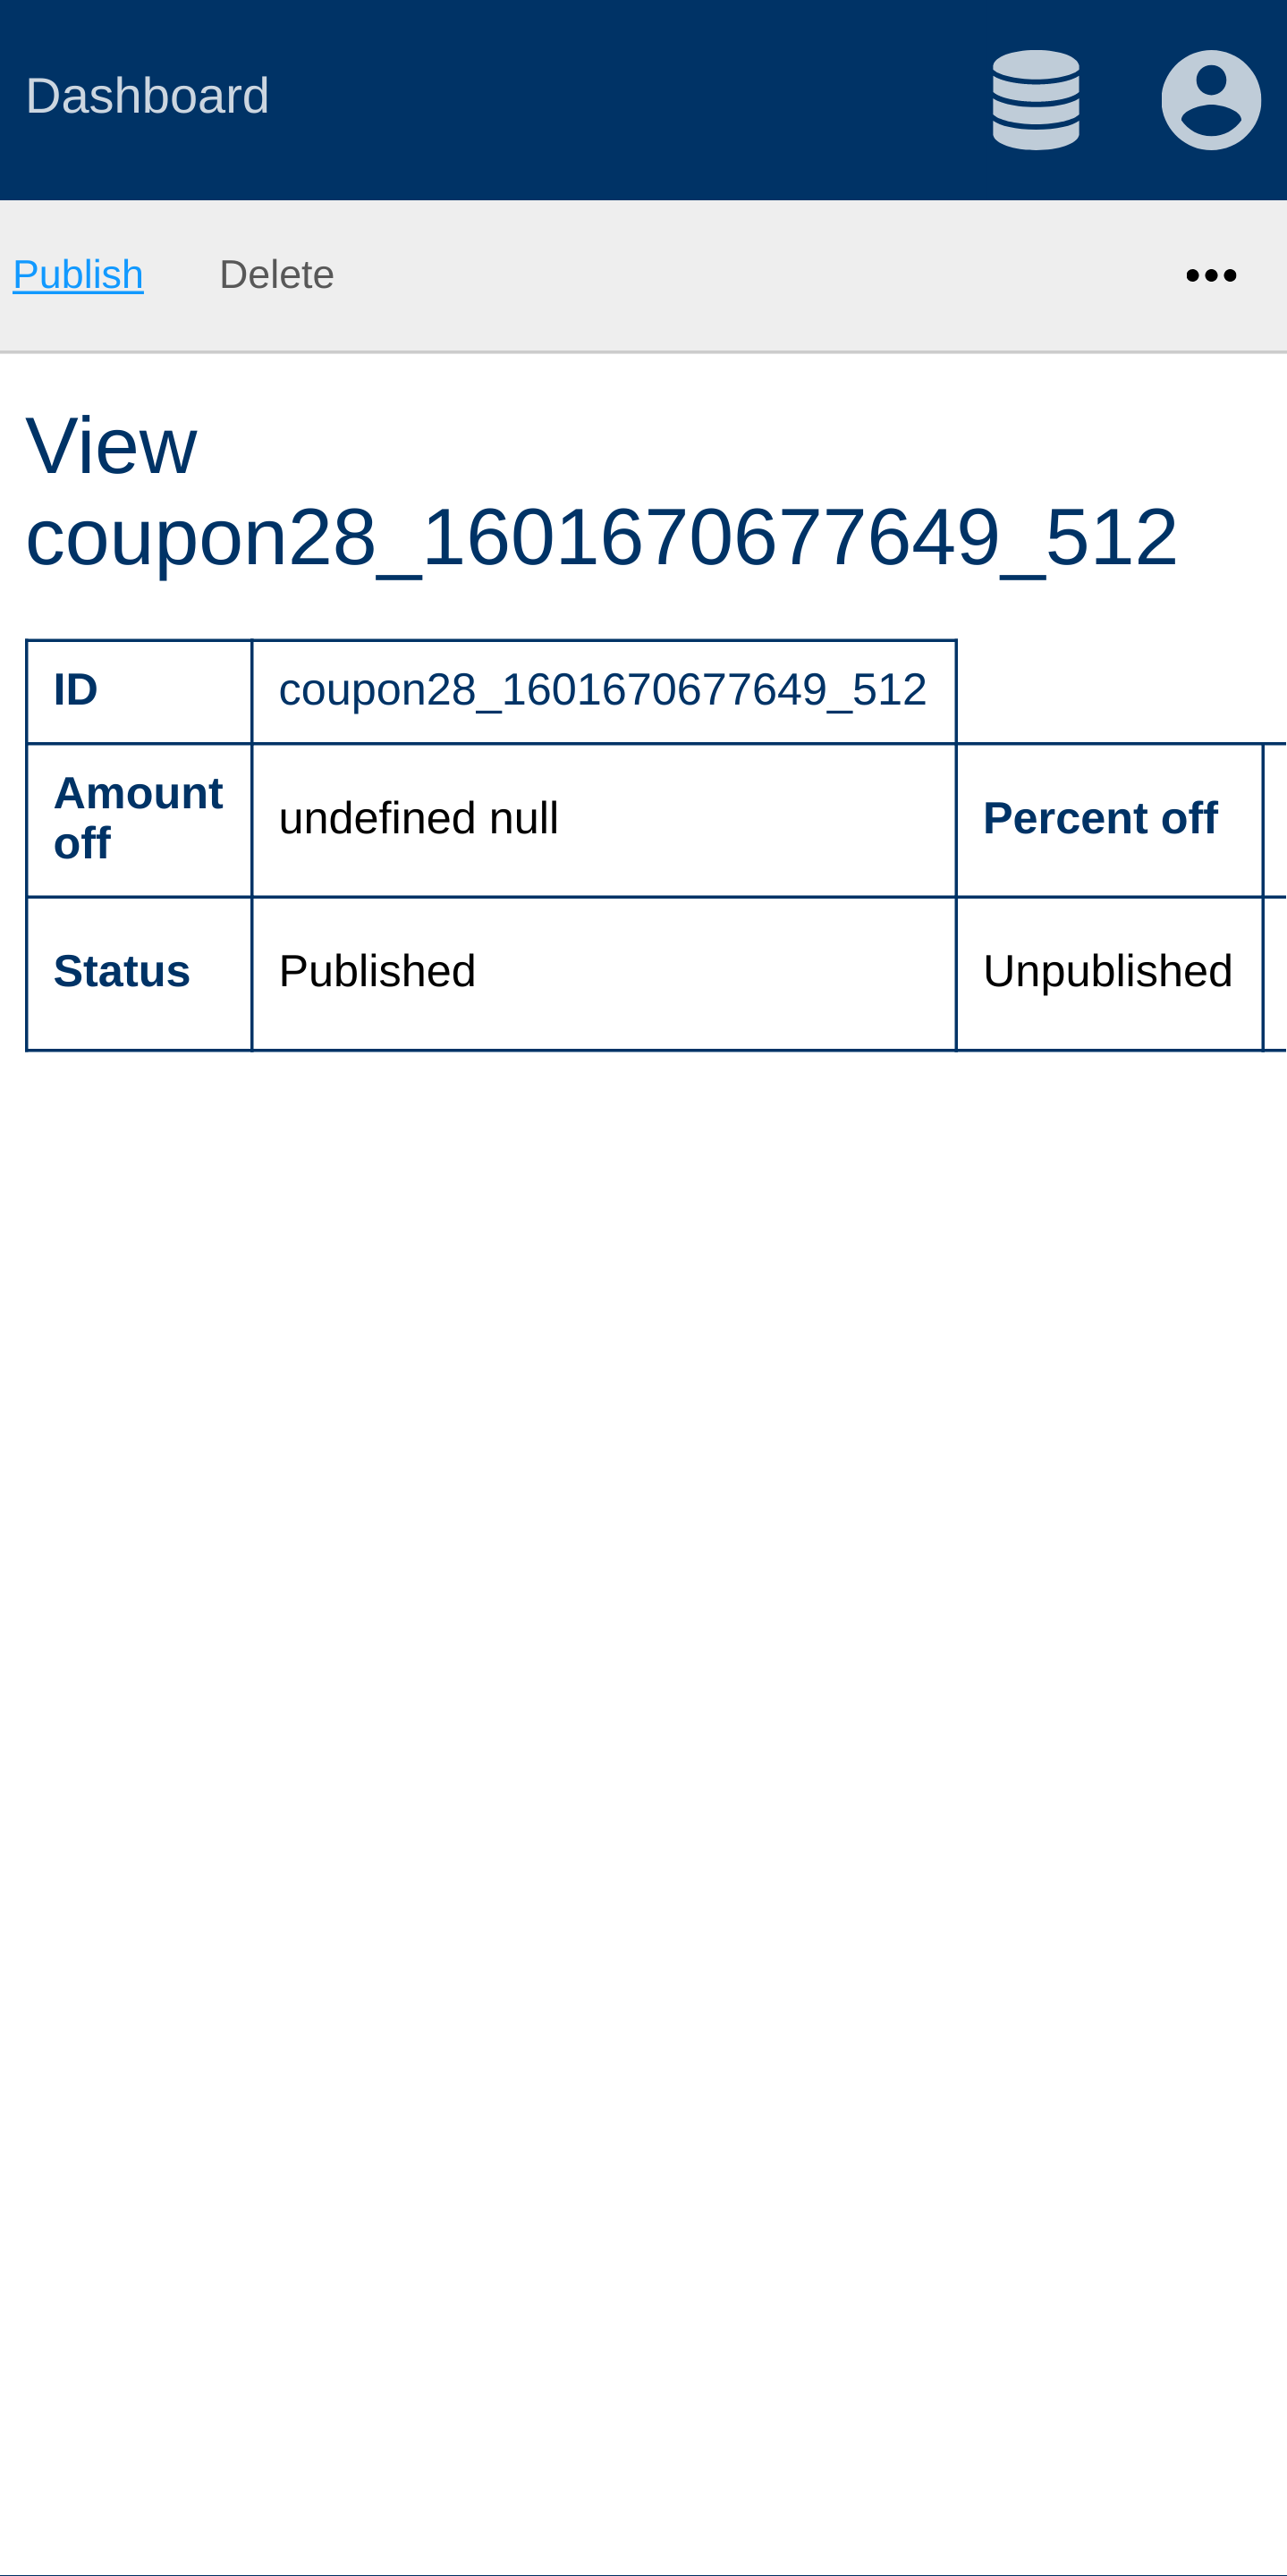 Dashboard
Publish Delete
View
coupon28_1601670677649_512
ID coupon28_1601670677649_512
Amount
off
undefined null Percent off
Status Published Unpublished